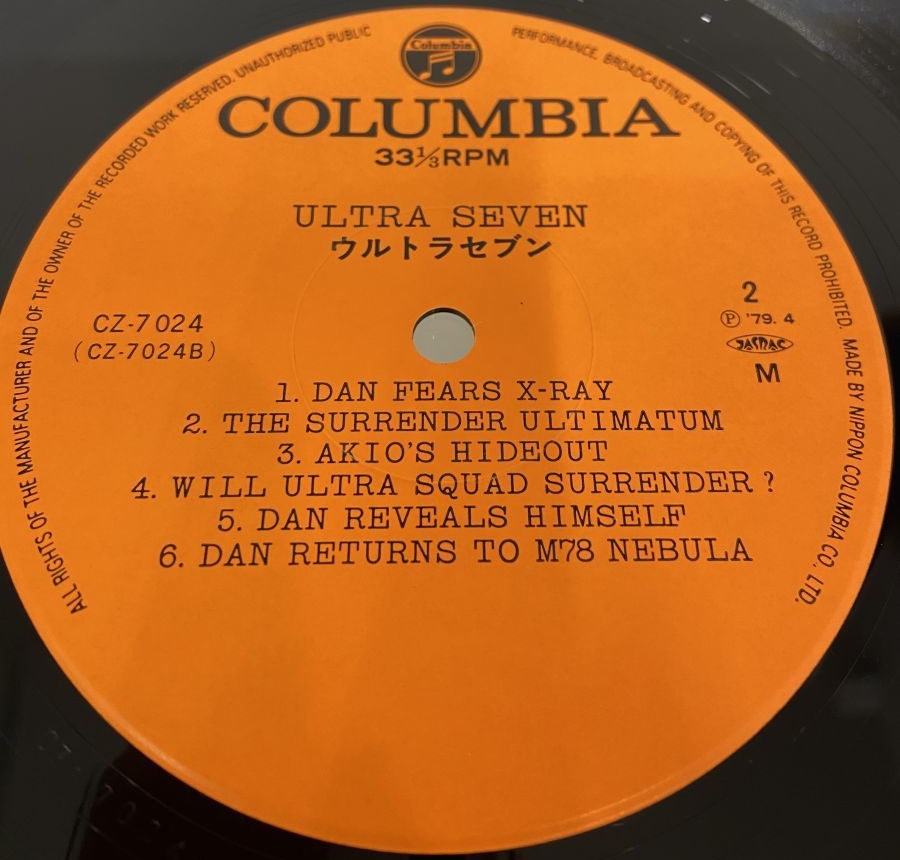 Columbia
COLUMBIA
33⅓RPM
ULTRA SEVEN
ウルトラセブン
CZ-7024
(CZ-7024B)
2
Ⓟ '79. 4
JASRAC
M
1. DAN FEARS X-RAY
2. THE SURRENDER ULTIMATUM
3. AKIO'S HIDEOUT
4. WILL ULTRA SQUAD SURRENDER ?
5. DAN REVEALS HIMSELF
6. DAN RETURNS TO M78 NEBULA
ALL RIGHTS OF THE MANUFACTURER AND OF THE OWNER OF THE RECORDED WORK RESERVED. UNAUTHORIZED PUBLIC PERFORMANCE, BROADCASTING AND COPYING OF THIS RECORD PROHIBITED. MADE BY NIPPON COLUMBIA CO., LTD.